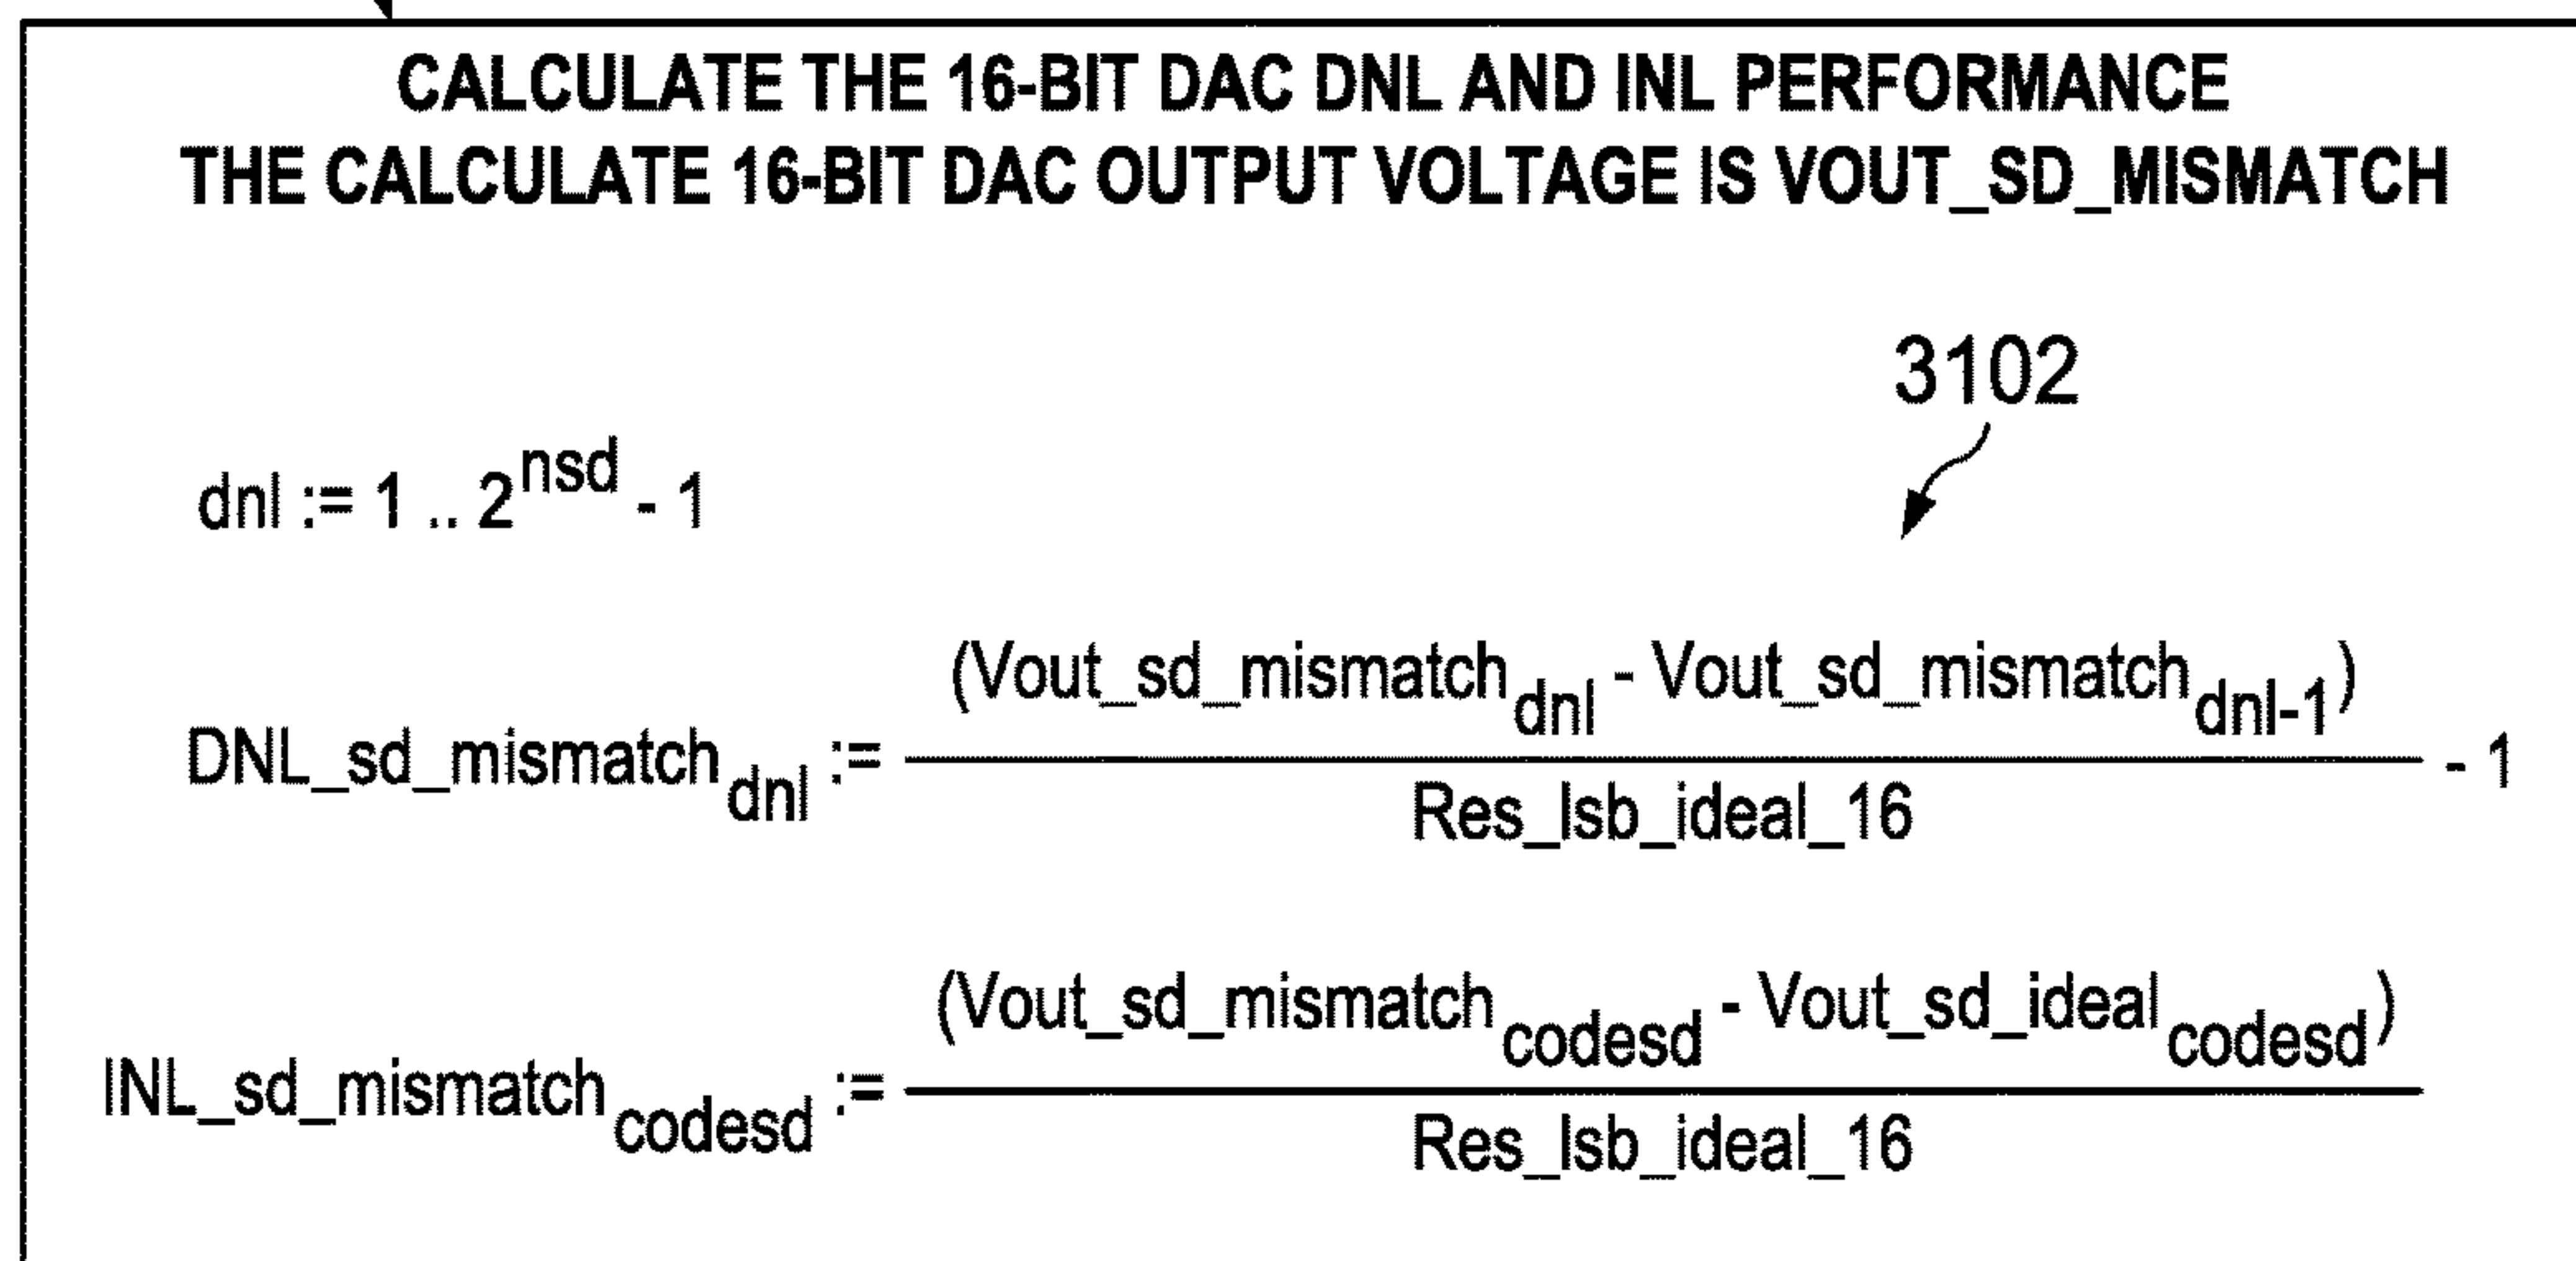 CALCULATE THE 16-BIT DAC DNL AND INL PERFORMANCE
THE CALCULATE 16-BIT DAC OUTPUT VOLTAGE IS VOUT_SD_MISMATCH
3102
dnl := 1 .. 2^nsd - 1
DNL_sd_mismatch_dnl := (Vout_sd_mismatch_dnl - Vout_sd_mismatch_dnl-1) / Res_lsb_ideal_16 - 1
INL_sd_mismatch_codesd := (Vout_sd_mismatch_codesd - Vout_sd_ideal_codesd) / Res_lsb_ideal_16